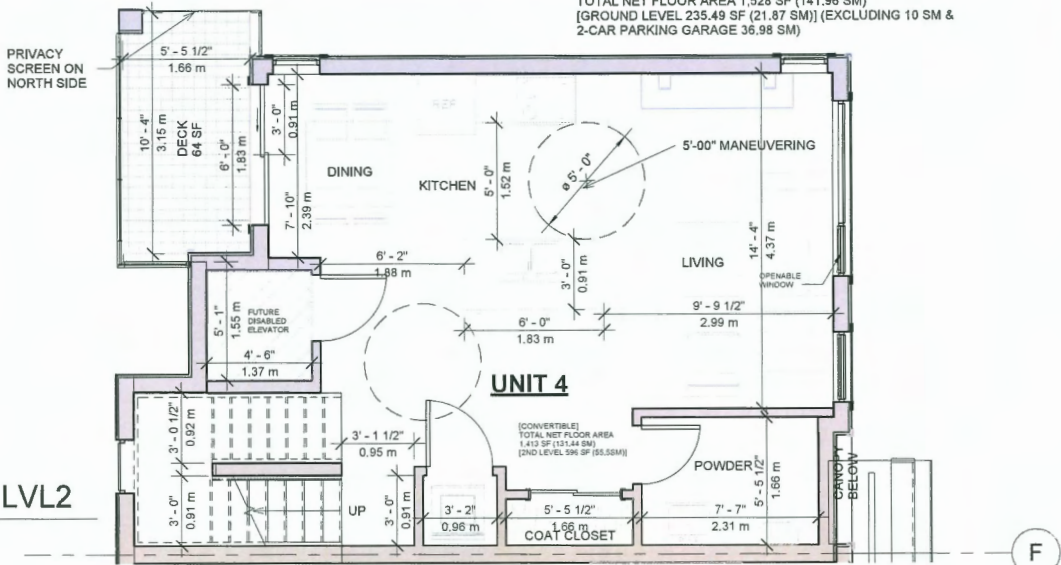 TOTAL NET FLOOR AREA 1,528 SF (141.96 SM)
[GROUND LEVEL 235.49 SF (21.87 SM)] (EXCLUDING 10 SM &
2-CAR PARKING GARAGE 36.98 SM)
PRIVACY
SCREEN ON
NORTH SIDE
5' - 5 1/2"
1.66 m
10' - 4"
3.15 m
DECK
64 SF
6' - 0"
1.83 m
3' - 0"
0.91 m
7' - 10"
2.39 m
DINING
REF
KITCHEN
5' - 0"
1.52 m
ø 5' - 0"
5'-00" MANEUVERING
14' - 4"
4.37 m
LIVING
OPENABLE
WINDOW
6' - 2"
1.88 m
3' - 0"
0.91 m
9' - 9 1/2"
2.99 m
6' - 0"
1.83 m
5' - 1"
1.55 m
FUTURE
DISABLED
ELEVATOR
4' - 6"
1.37 m
UNIT 4
[CONVERTIBLE]
TOTAL NET FLOOR AREA
1,413 SF (131.44 SM)
[2ND LEVEL 596 SF (55.5SM)]
3' - 0 1/2"
0.92 m
3' - 1 1/2"
0.95 m
POWDER
5' - 5 1/2"
1.66 m
CANOPY
BELOW
LVL2
3' - 0"
0.91 m
UP
3' - 0"
0.91 m
3' - 2"
0.96 m
5' - 5 1/2"
1.66 m
COAT CLOSET
7' - 7"
2.31 m
F